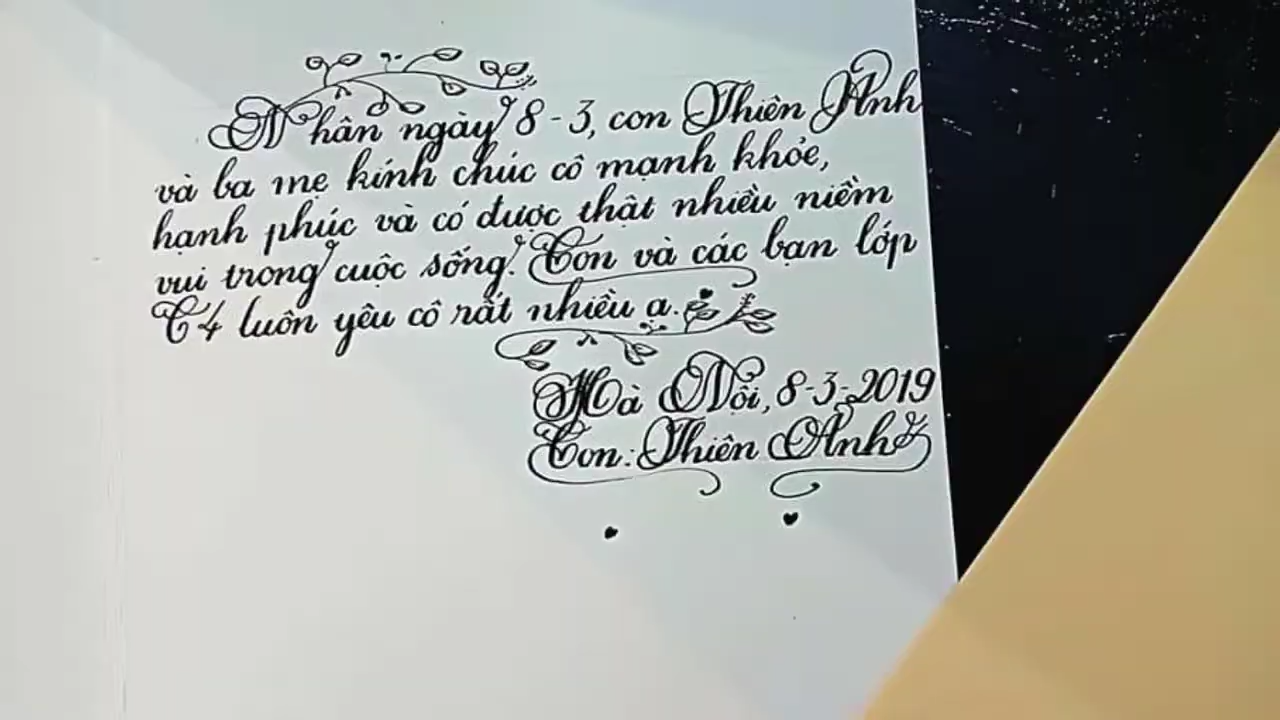 Nhân ngày 8-3, con Thiên Ánh
và ba mẹ kính chúc cô mạnh khỏe,
hạnh phúc và có được thật nhiều niềm
vui trong cuộc sống. Con và các bạn lớp
C4 luôn yêu cô rất nhiều ạ.
Hà Nội, 8-3-2019
Con: Thiên Ánh